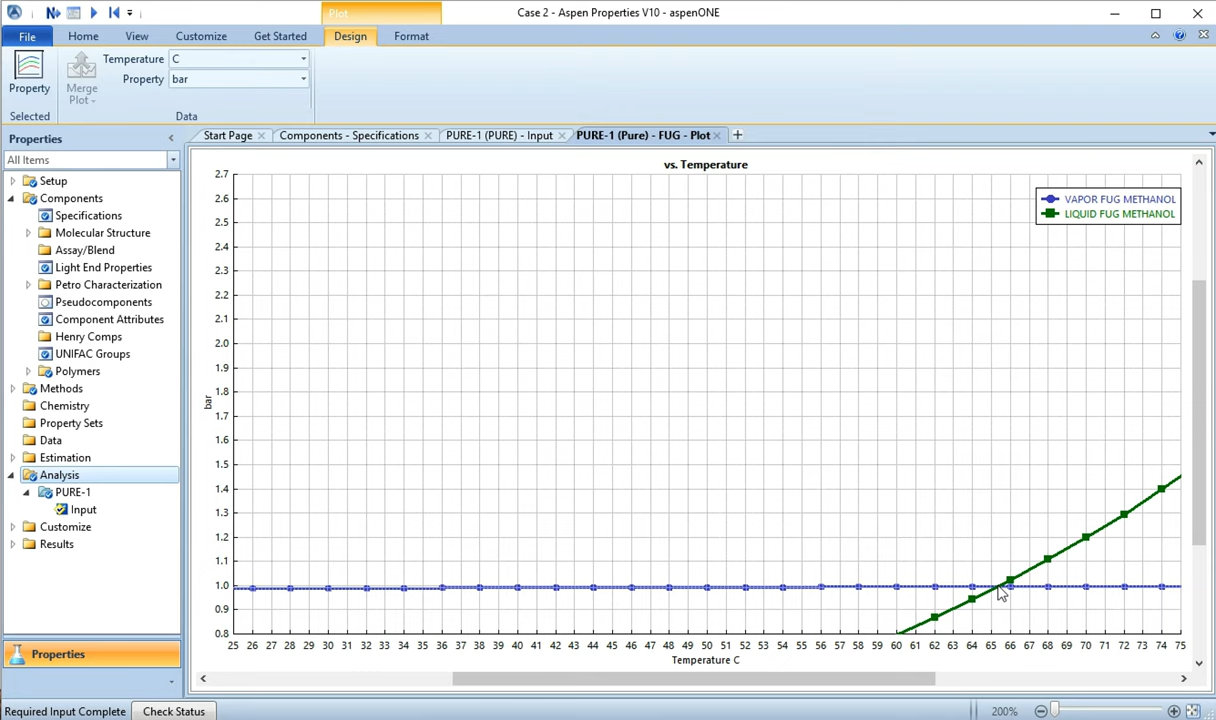 Plot
Case 2 - Aspen Properties V10 - aspenONE
File
Home
View
Customize
Get Started
Design
Format
Property
Merge
Plot
Temperature
C
Property
bar
Selected
Data
Properties
All Items
Setup
Components
Specifications
Molecular Structure
Assay/Blend
Light End Properties
Petro Characterization
Pseudocomponents
Component Attributes
Henry Comps
UNIFAC Groups
Polymers
Methods
Chemistry
Property Sets
Data
Estimation
Analysis
PURE-1
Input
Customize
Results
Properties
Start Page
Components - Specifications
PURE-1 (PURE) - Input
PURE-1 (Pure) - FUG - Plot
vs. Temperature
VAPOR FUG METHANOL
LIQUID FUG METHANOL
2.7
2.6
2.5
2.4
2.3
2.2
2.1
2.0
1.9
1.8
1.7
1.6
1.5
1.4
1.3
1.2
1.1
1.0
0.9
0.8
bar
25 26 27 28 29 30 31 32 33 34 35 36 37 38 39 40 41 42 43 44 45 46 47 48 49 50 51 52 53 54 55 56 57 58 59 60 61 62 63 64 65 66 67 68 69 70 71 72 73 74 75
Temperature C
Required Input Complete
Check Status
200%